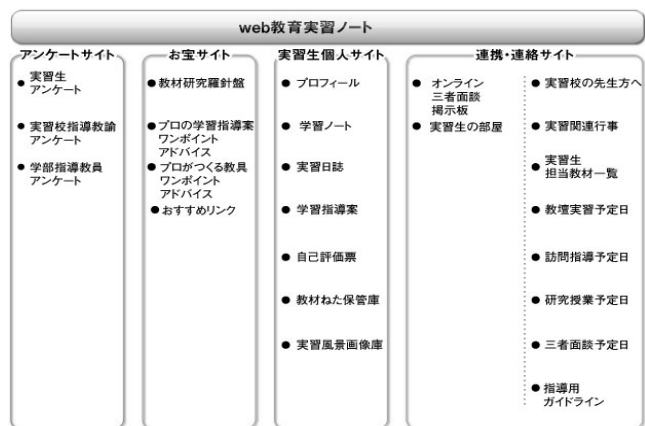 web教育実習ノート
アンケートサイト
実習生
アンケート
実習校指導教諭
アンケート
学部指導教員
アンケート
お宝サイト
教材研究羅針盤
プロの学習指導案
ワンポイント
アドバイス
プロがつくる教具
ワンポイント
アドバイス
おすすめリンク
実習生個人サイト
プロフィール
学習ノート
実習日誌
学習指導案
自己評価票
教材ねた保管庫
実習風景画像庫
連携・連絡サイト
オンライン
三者面談
掲示板
実習生の部屋
実習校の先生方へ
実習関連行事
実習生
担当教材一覧
教壇実習予定日
訪問指導予定日
研究授業予定日
三者面談予定日
指導用
ガイドライン